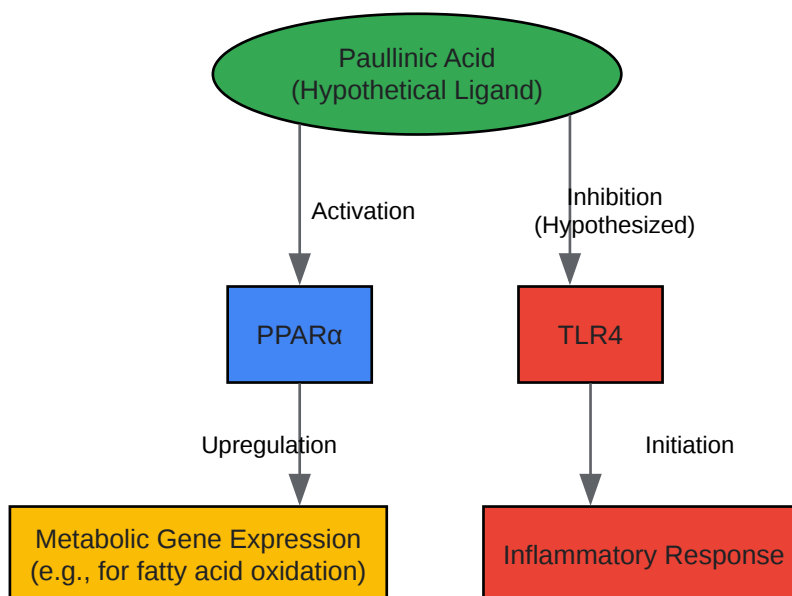 Paullinic Acid
(Hypothetical Ligand)
Activation
Inhibition
(Hypothesized)
PPARα
TLR4
Upregulation
Initiation
Metabolic Gene Expression
(e.g., for fatty acid oxidation)
Inflammatory Response